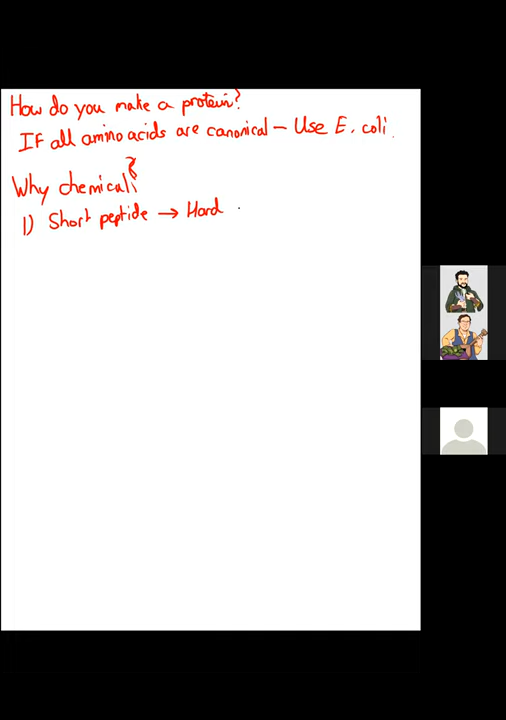 How do you make a protein?
IF all amino acids are canonical - Use E. coli.
Why chemical?
1) Short peptide → Hard